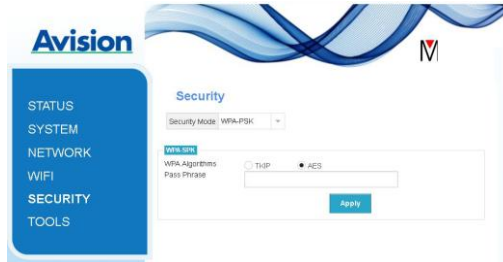 Avision
M
STATUS
SYSTEM
NETWORK
WIFI
SECURITY
TOOLS
Security
Security Mode WPA-PSK
WPA-SPK
WPA Algorithms TKIP AES
Pass Phrase
Apply